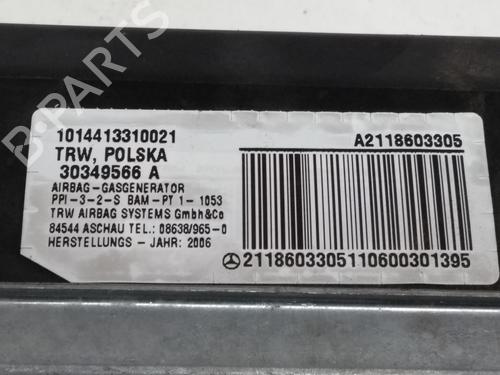 B-PARTS
1014413310021
TRW, POLSKA
30349566 A
AIRBAG-GASGENERATOR
PPI-3-2-S BAM-PT 1-1053
TRW AIRBAG SYSTEMS GmbH&Co
84544 ASCHAU TEL.: 08638/965-0
HERSTELLUNGS - JAHR: 2006
A2118603305
2118603305110600301395